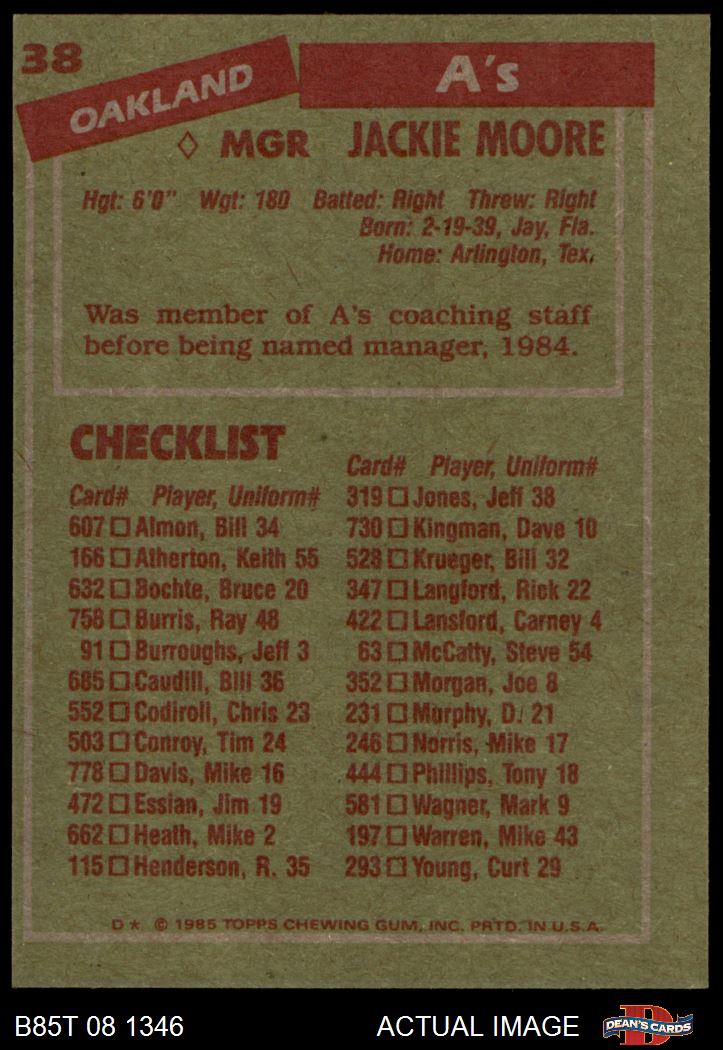 38
OAKLAND
A's
◇ MGR JACKIE MOORE
Hgt: 6'0" Wgt: 180 Batted: Right Threw: Right
Born: 2-19-39, Jay, Fla.
Home: Arlington, Tex.
Was member of A's coaching staff
before being named manager, 1984.
CHECKLIST
Card# Player, Uniform#
607 □ Almon, Bill 34
166 □ Atherton, Keith 55
632 □ Bochte, Bruce 20
758 □ Burris, Ray 48
91 □ Burroughs, Jeff 3
685 □ Caudill, Bill 36
552 □ Codiroli, Chris 23
503 □ Conroy, Tim 24
778 □ Davis, Mike 16
472 □ Essian, Jim 19
662 □ Heath, Mike 2
115 □ Henderson, R. 35
Card# Player, Uniform#
319 □ Jones, Jeff 38
730 □ Kingman, Dave 10
528 □ Krueger, Bill 32
347 □ Langford, Rick 22
422 □ Lansford, Carney 4
63 □ McCatty, Steve 54
352 □ Morgan, Joe 8
231 □ Murphy, D. 21
246 □ Norris, Mike 17
444 □ Phillips, Tony 18
581 □ Wagner, Mark 9
197 □ Warren, Mike 43
293 □ Young, Curt 29
D★ © 1985 TOPPS CHEWING GUM, INC. PRTD. IN U.S.A.
B85T 08 1346 ACTUAL IMAGE
D
DEAN'S CARDS